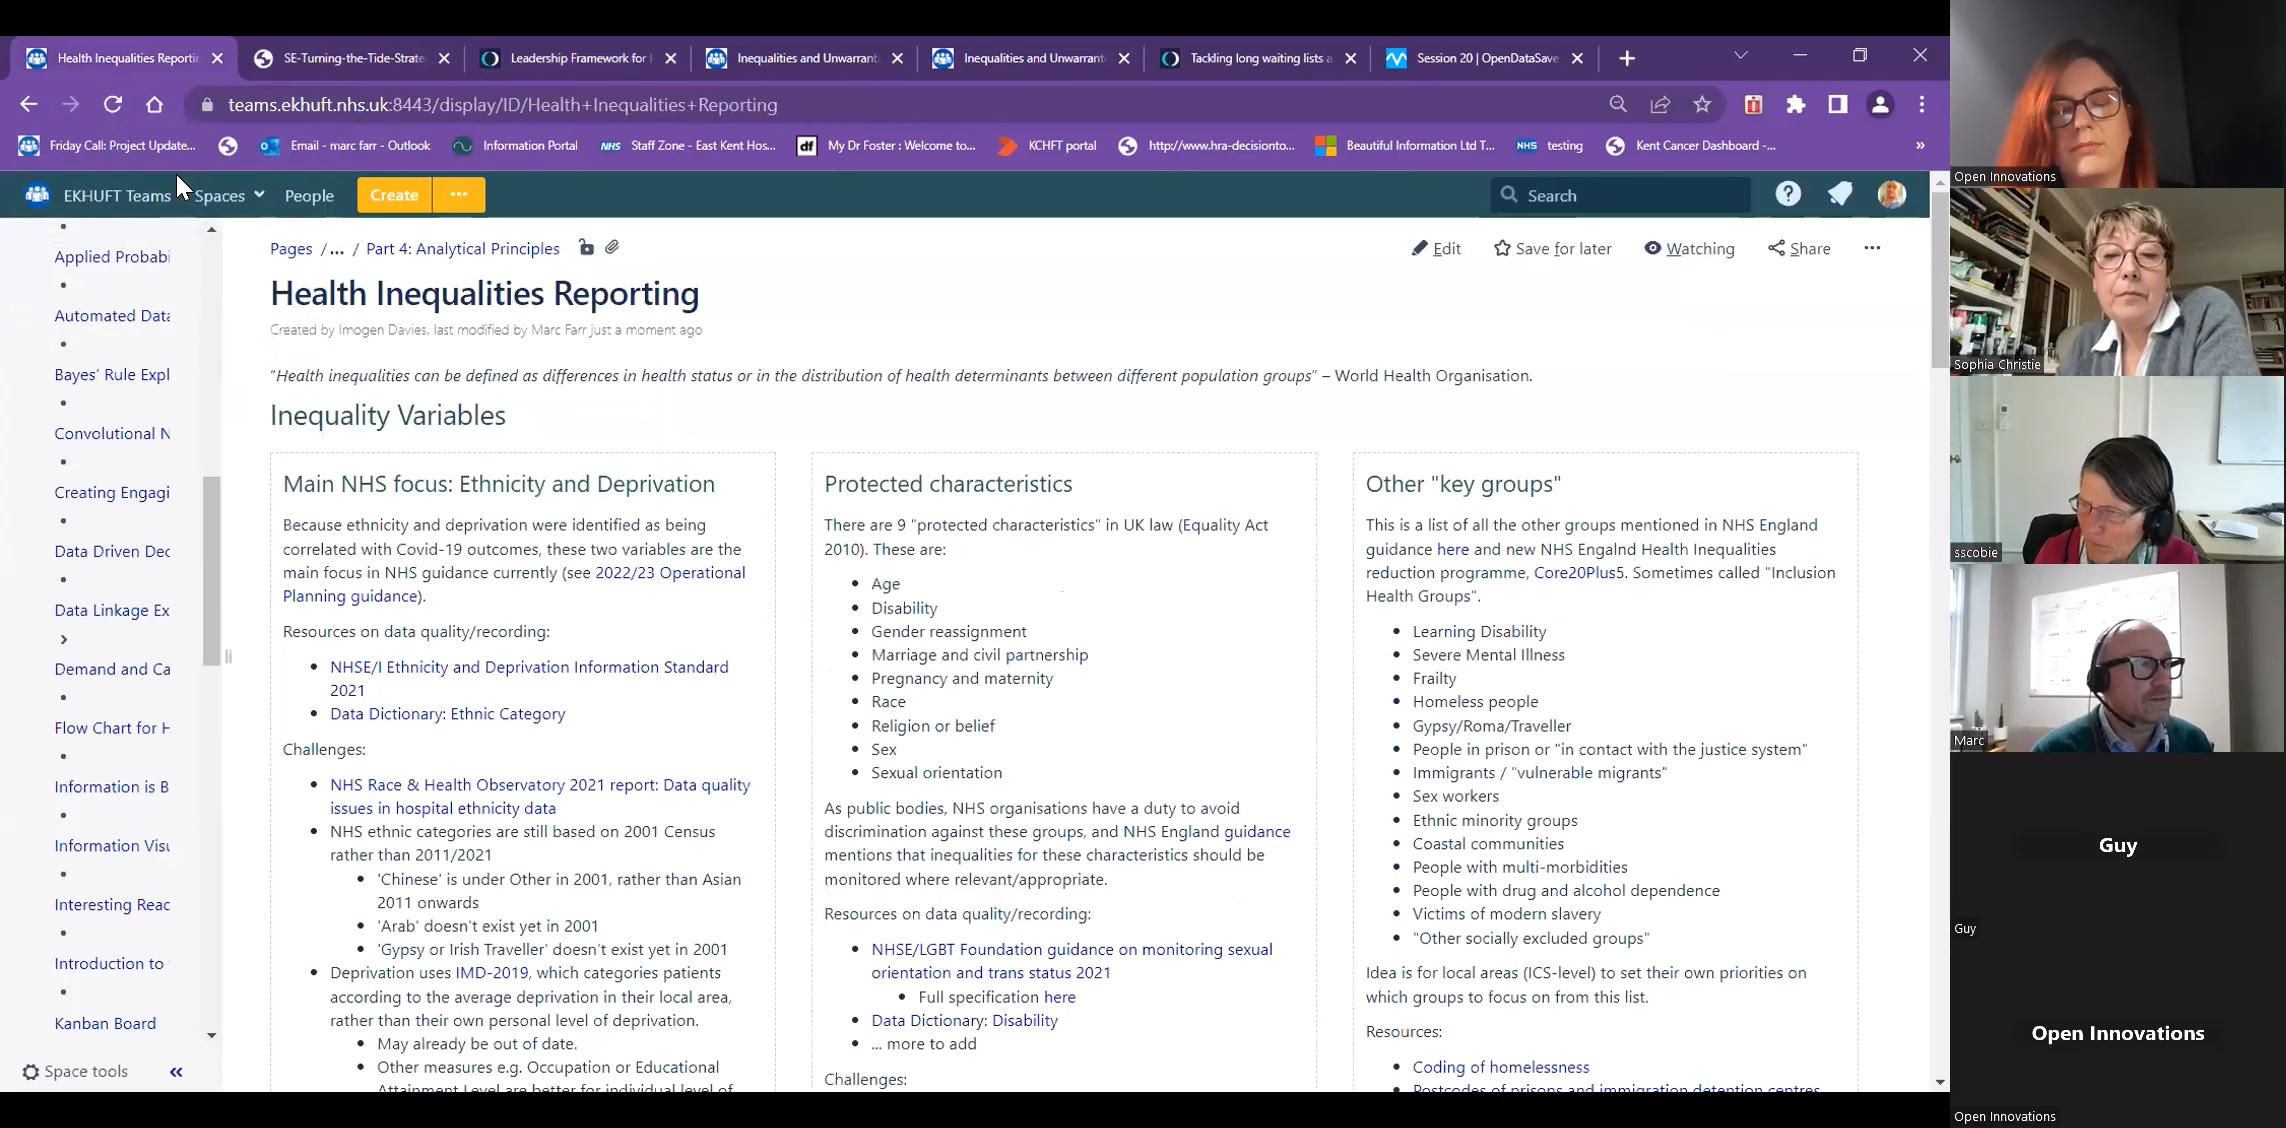 Health Inequalities Reporti
SE-Turning-the-Tide-Strate
Leadership Framework for
Inequalities and Unwarrant
Inequalities and Unwarrant
Tackling long waiting lists a
Session 20 | OpenDataSave
teams.ekhuft.nhs.uk:8443/display/ID/Health+Inequalities+Reporting
Friday Call: Project Update...
Email - marc farr - Outlook
Information Portal
NHS Staff Zone - East Kent Hos...
df My Dr Foster : Welcome to...
KCHFT portal
http://www.hra-decisionto...
Beautiful Information Ltd T...
NHS testing
Kent Cancer Dashboard -...
»
EKHUFT Teams Spaces People Create ... Search
Applied Probabi
Automated Data
Bayes' Rule Expl
Convolutional N
Creating Engagi
Data Driven Dec
Data Linkage Ex
Demand and Ca
Flow Chart for H
Information is B
Information Visu
Interesting Reac
Introduction to
Kanban Board
Space tools «
Pages /... / Part 4: Analytical Principles
Edit Save for later Watching Share ...
Health Inequalities Reporting
Created by Imogen Davies, last modified by Marc Farr just a moment ago
"Health inequalities can be defined as differences in health status or in the distribution of health determinants between different population groups" – World Health Organisation.
Inequality Variables
Main NHS focus: Ethnicity and Deprivation
Because ethnicity and deprivation were identified as being
correlated with Covid-19 outcomes, these two variables are the
main focus in NHS guidance currently (see 2022/23 Operational
Planning guidance).
Resources on data quality/recording:
• NHSE/I Ethnicity and Deprivation Information Standard
2021
• Data Dictionary: Ethnic Category
Challenges:
• NHS Race & Health Observatory 2021 report: Data quality
issues in hospital ethnicity data
• NHS ethnic categories are still based on 2001 Census
rather than 2011/2021
• 'Chinese' is under Other in 2001, rather than Asian
2011 onwards
• 'Arab' doesn't exist yet in 2001
• 'Gypsy or Irish Traveller' doesn't exist yet in 2001
• Deprivation uses IMD-2019, which categories patients
according to the average deprivation in their local area,
rather than their own personal level of deprivation.
• May already be out of date.
• Other measures e.g. Occupation or Educational
Attainment Level are better for individual level of
Protected characteristics
There are 9 "protected characteristics" in UK law (Equality Act
2010). These are:
• Age
• Disability
• Gender reassignment
• Marriage and civil partnership
• Pregnancy and maternity
• Race
• Religion or belief
• Sex
• Sexual orientation
As public bodies, NHS organisations have a duty to avoid
discrimination against these groups, and NHS England guidance
mentions that inequalities for these characteristics should be
monitored where relevant/appropriate.
Resources on data quality/recording:
• NHSE/LGBT Foundation guidance on monitoring sexual
orientation and trans status 2021
• Full specification here
• Data Dictionary: Disability
• ... more to add
Challenges:
Other "key groups"
This is a list of all the other groups mentioned in NHS England
guidance here and new NHS Engalnd Health Inequalities
reduction programme, Core20Plus5. Sometimes called "Inclusion
Health Groups".
• Learning Disability
• Severe Mental Illness
• Frailty
• Homeless people
• Gypsy/Roma/Traveller
• People in prison or "in contact with the justice system"
• Immigrants / "vulnerable migrants"
• Sex workers
• Ethnic minority groups
• Coastal communities
• People with multi-morbidities
• People with drug and alcohol dependence
• Victims of modern slavery
• "Other socially excluded groups"
Idea is for local areas (ICS-level) to set their own priorities on
which groups to focus on from this list.
Resources:
• Coding of homelessness
• Postcodes of prisons and immigration detention centres
Open Innovations
Sophia Christie
sscobie
Marc
Guy
Guy
Open Innovations
Open Innovations